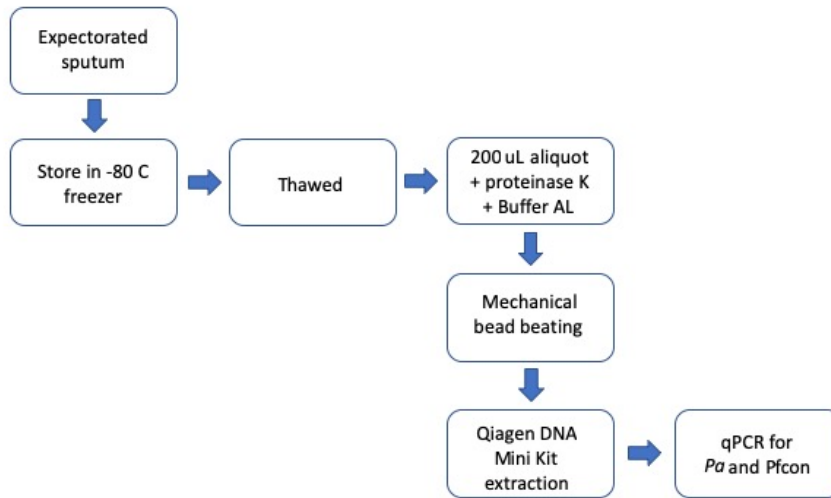 Expectorated
sputum
Store in -80 C
freezer
Thawed
200 uL aliquot
+ proteinase K
+ Buffer AL
Mechanical
bead beating
Qiagen DNA
Mini Kit
extraction
qPCR for
Pa and Pfcon